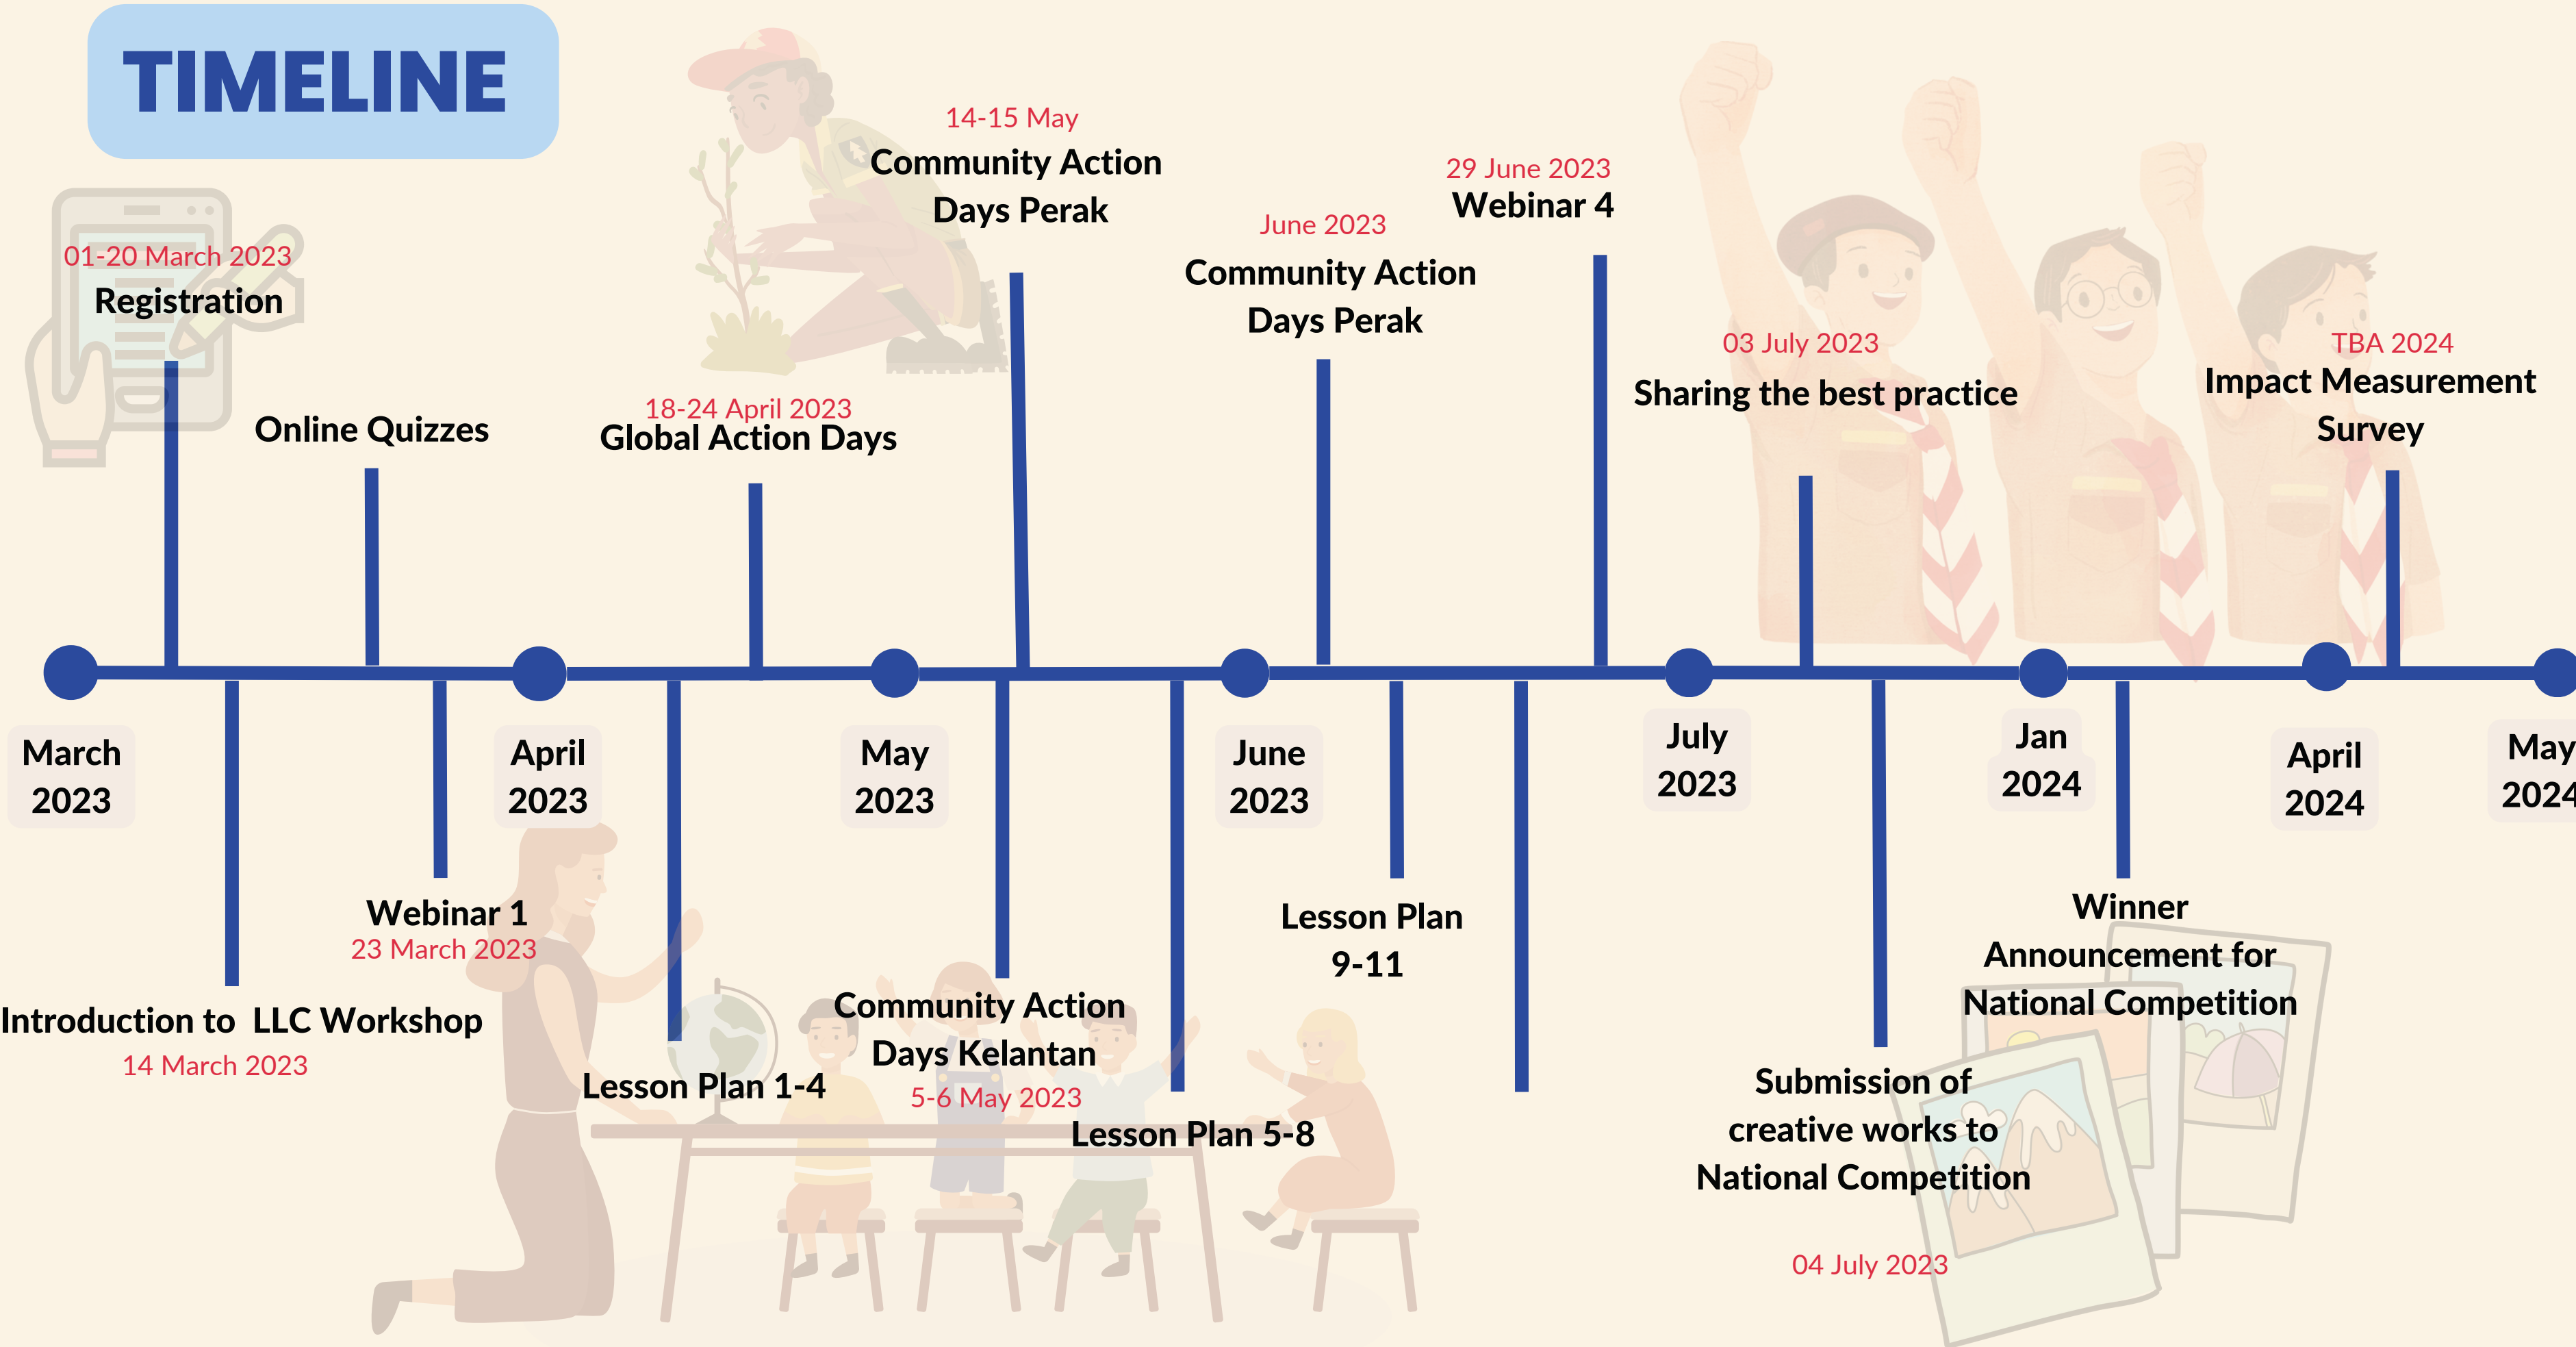 TIMELINE
01-20 March 2023
Registration
Online Quizzes
18-24 April 2023
Global Action Days
14-15 May
Community Action
Days Perak
June 2023
Community Action
Days Perak
29 June 2023
Webinar 4
03 July 2023
Sharing the best practice
TBA 2024
Impact Measurement
Survey
March
2023
April
2023
May
2023
June
2023
July
2023
Jan
2024
April
2024
May
2024
Introduction to  LLC Workshop
14 March 2023
Webinar 1
23 March 2023
Lesson Plan 1-4
Community Action
Days Kelantan
5-6 May 2023
Lesson Plan 5-8
Lesson Plan
9-11
Submission of
creative works to
National Competition
04 July 2023
Winner
Announcement for
National Competition